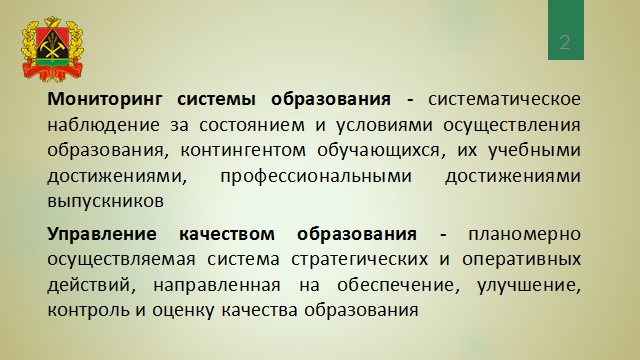 2
Мониторинг системы образования - систематическое
наблюдение за состоянием и условиями осуществления
образования, контингентом обучающихся, их учебными
достижениями, профессиональными достижениями
выпускников
Управление качеством образования - планомерно
осуществляемая система стратегических и оперативных
действий, направленная на обеспечение, улучшение,
контроль и оценку качества образования